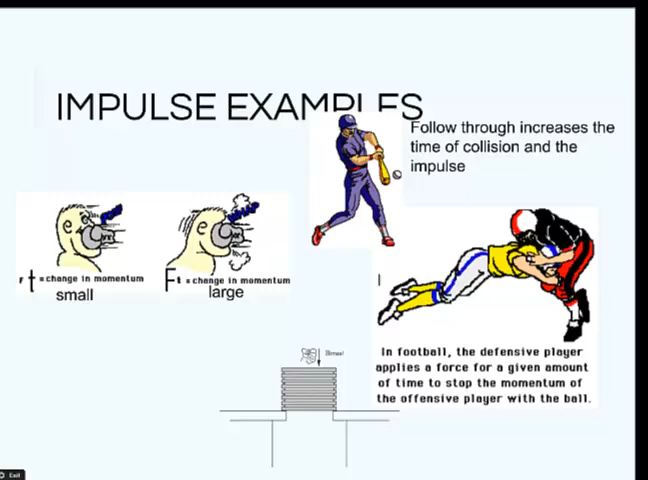 IMPULSE EXAMPLES
Follow through increases the
time of collision and the
impulse
POW
WHAP
F t = change in momentum
small
F t = change in momentum
large
In football, the defensive player
applies a force for a given amount
of time to stop the momentum of
the offensive player with the ball.
Exit